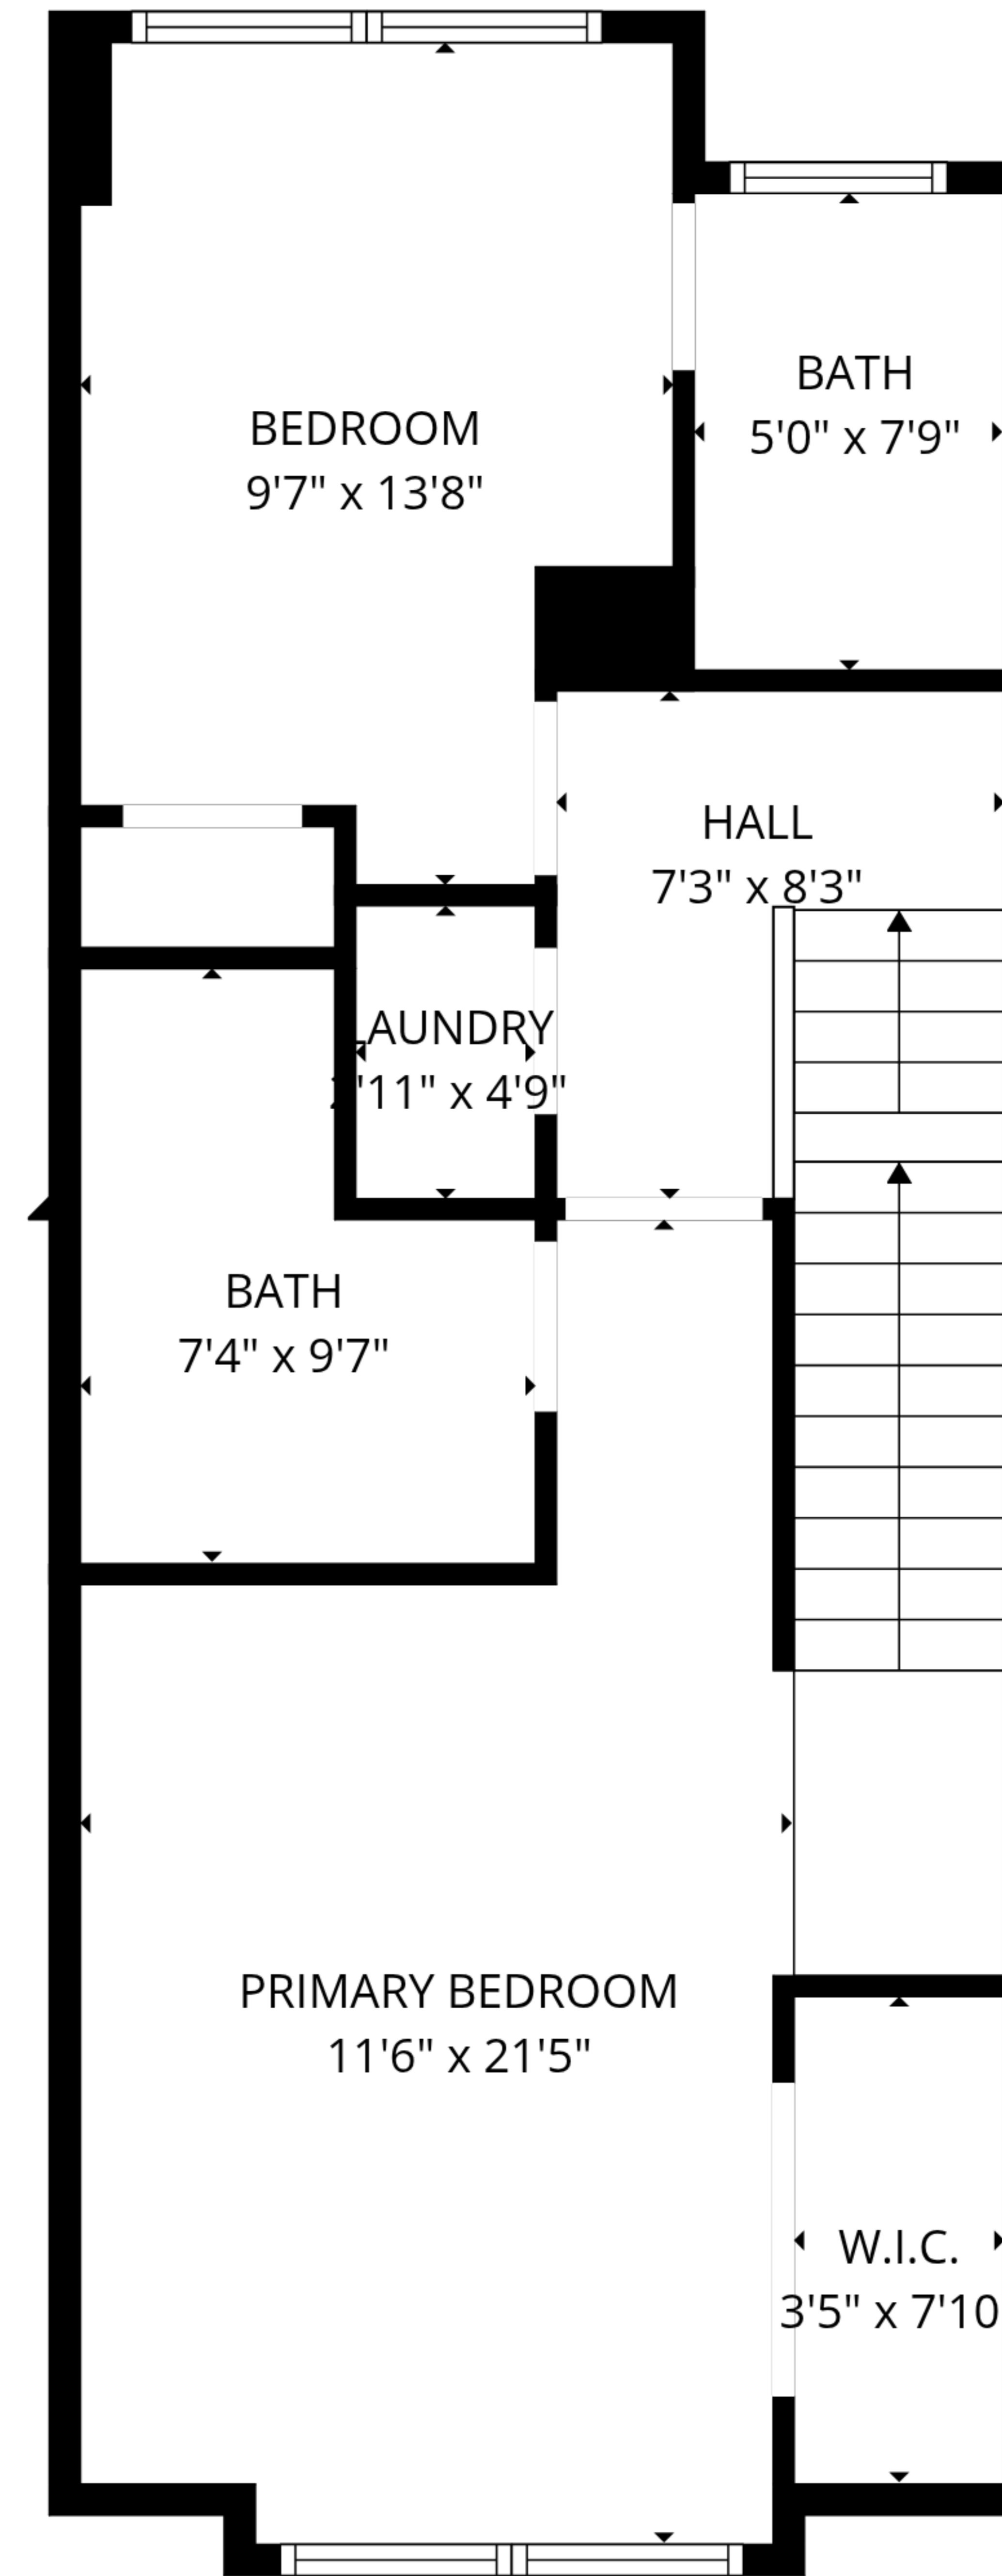 BATH
5'0" x 7'9"
BEDROOM
9'7" x 13'8"
HALL
7'3" x 8'3"
LAUNDRY
2'11" x 4'9"
BATH
7'4" x 9'7"
PRIMARY BEDROOM
11'6" x 21'5"
W.I.C.
3'5" x 7'10